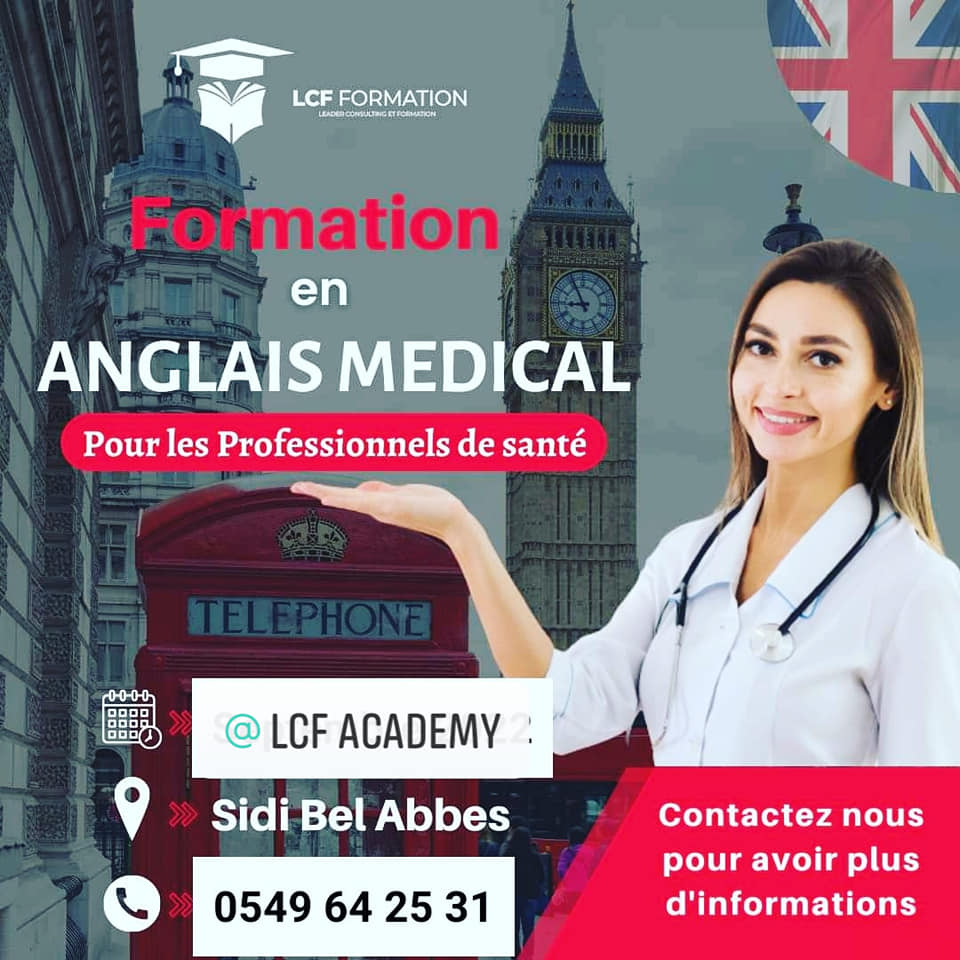 LCF FORMATION
LEADER CONSULTING ET FORMATION
Formation
en
ANGLAIS MEDICAL
Pour les Professionnels de santé
TELEPHONE
@ LCF ACADEMY
Sidi Bel Abbes
0549 64 25 31
Contactez nous
pour avoir plus
d'informations